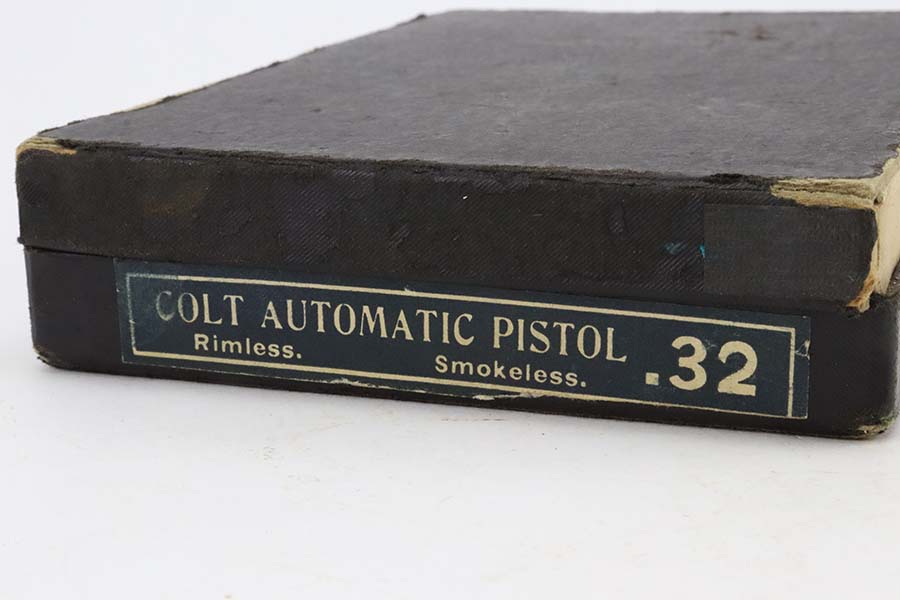 COLT AUTOMATIC PISTOL .32
Rimless. Smokeless.